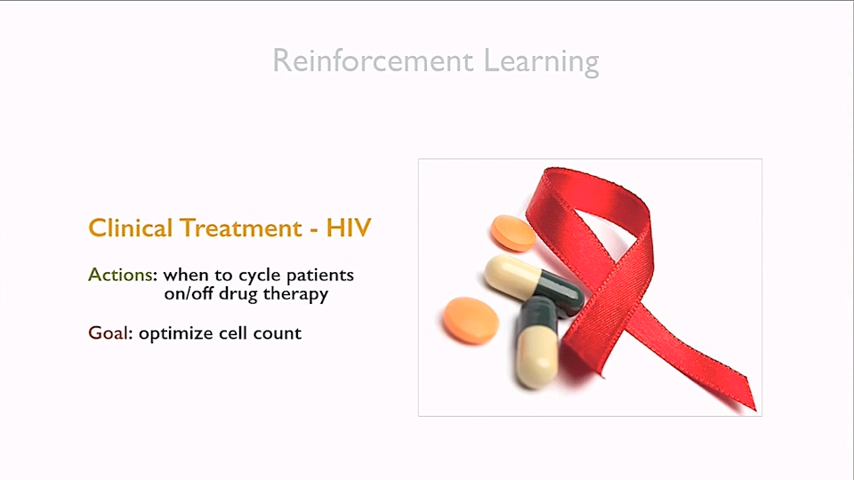 Reinforcement Learning
Clinical Treatment - HIV
Actions: when to cycle patients
on/off drug therapy
Goal: optimize cell count